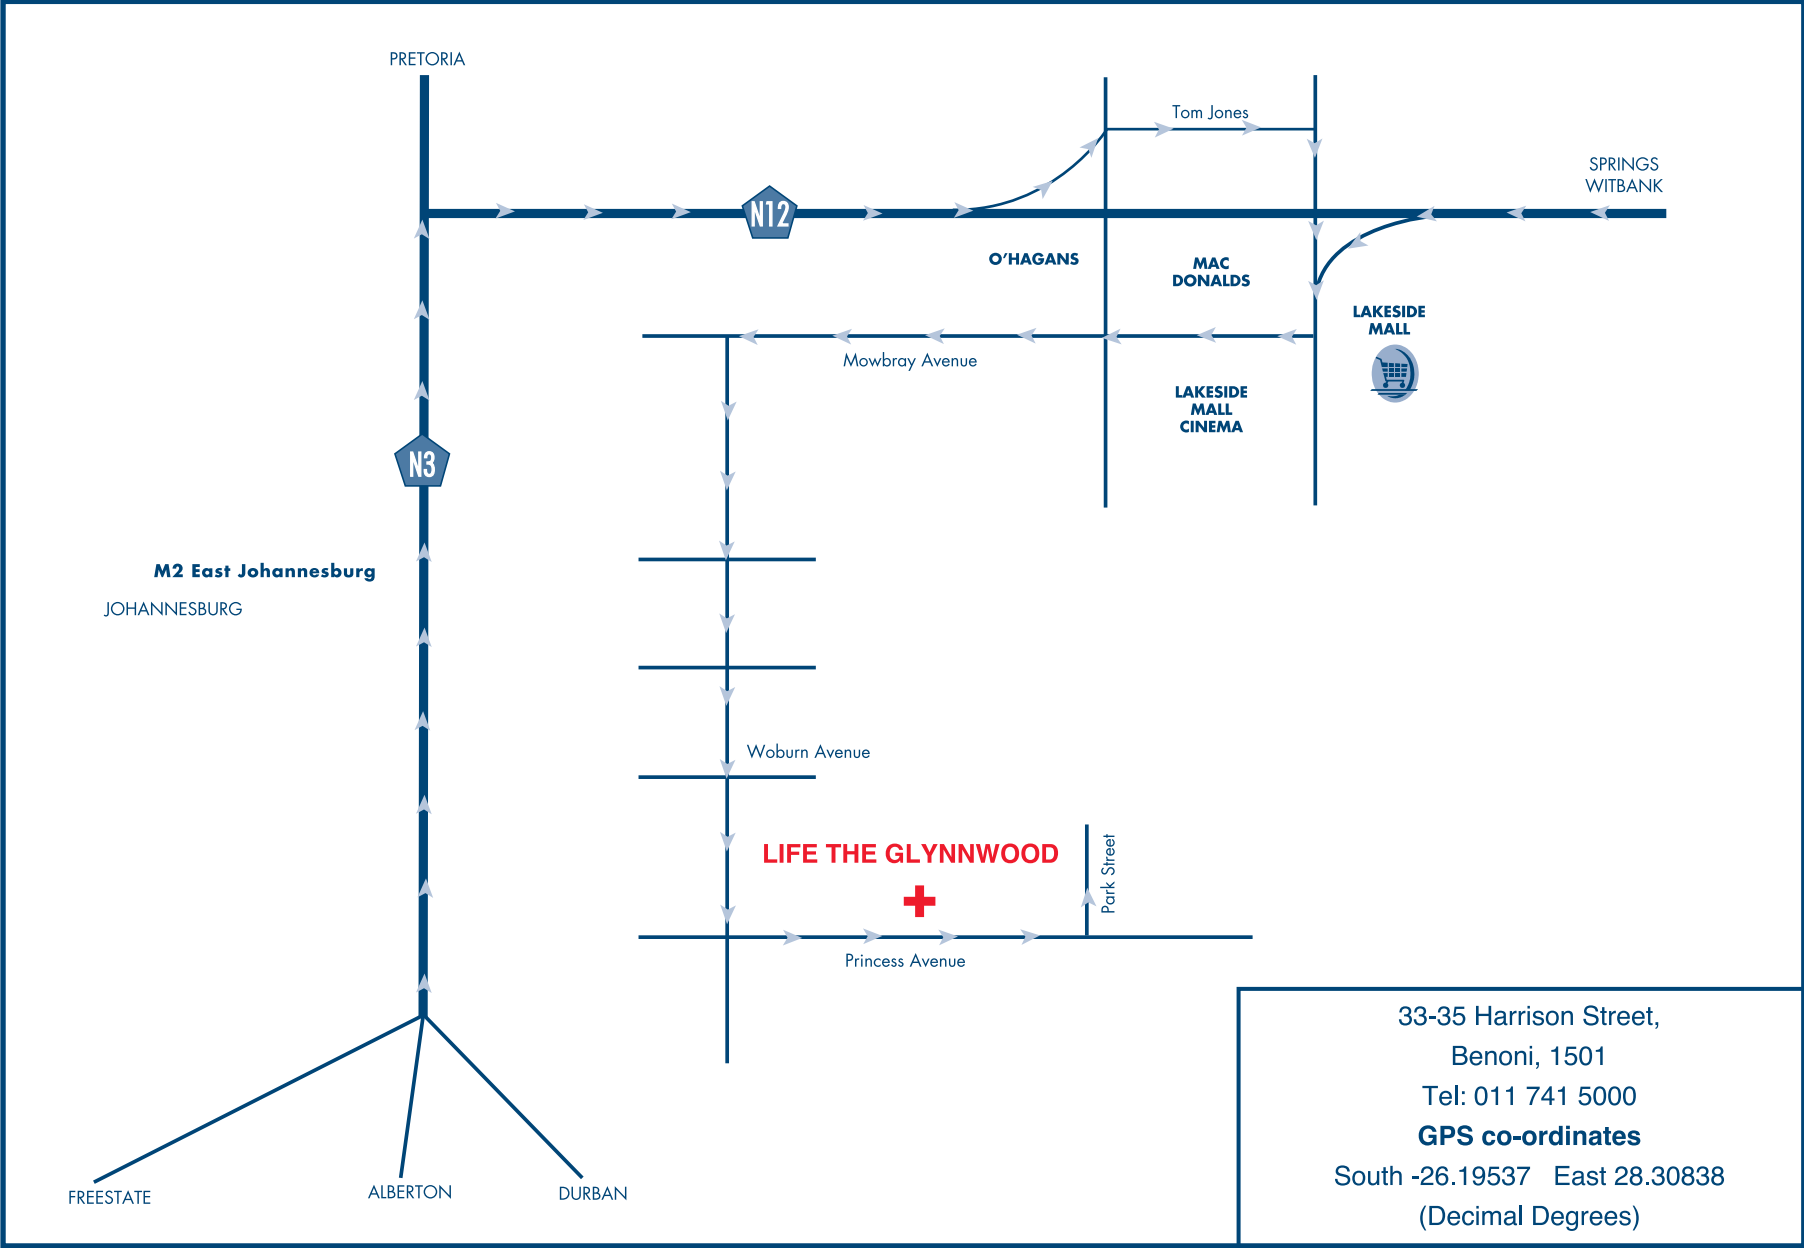 PRETORIA
Tom Jones
SPRINGS
WITBANK
N12
O'HAGANS
MAC
DONALDS
LAKESIDE
MALL
Mowbray Avenue
LAKESIDE
MALL
CINEMA
N3
M2 East Johannesburg
JOHANNESBURG
Woburn Avenue
LIFE THE GLYNNWOOD
Park Street
Princess Avenue
FREESTATE
ALBERTON
DURBAN
33-35 Harrison Street,
Benoni, 1501
Tel: 011 741 5000
GPS co-ordinates
South -26.19537 East 28.30838
(Decimal Degrees)